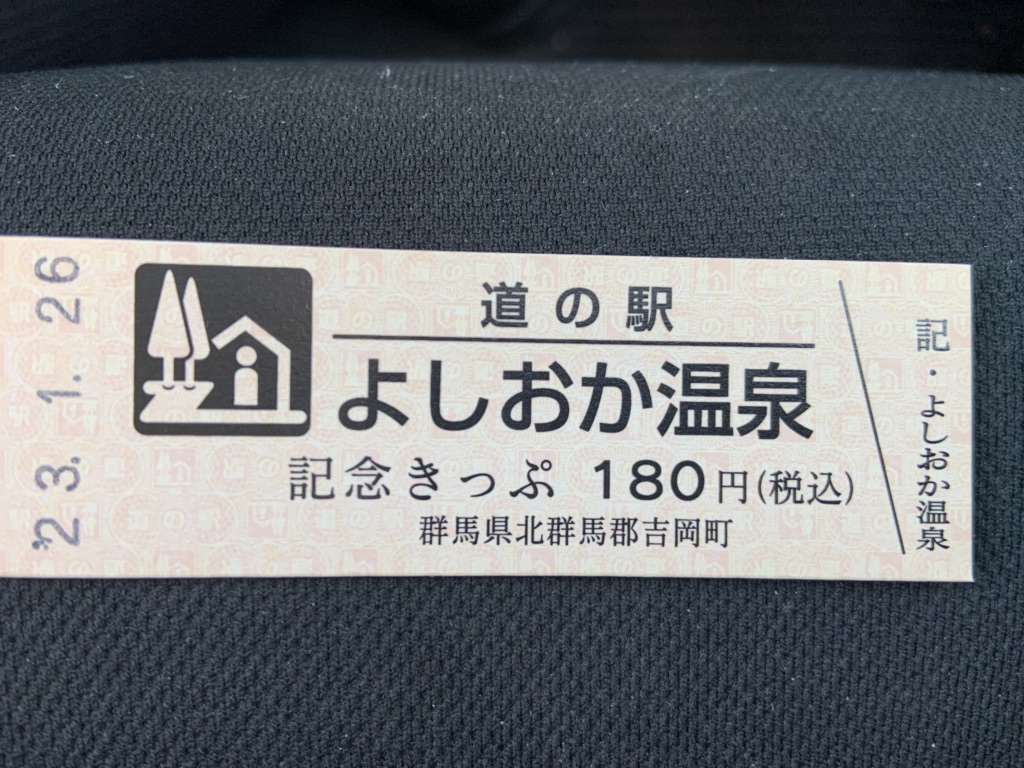 '23.1.26
道の駅
よしおか温泉
記念きっぷ 180円(税込)
群馬県北群馬郡吉岡町
記・よしおか温泉